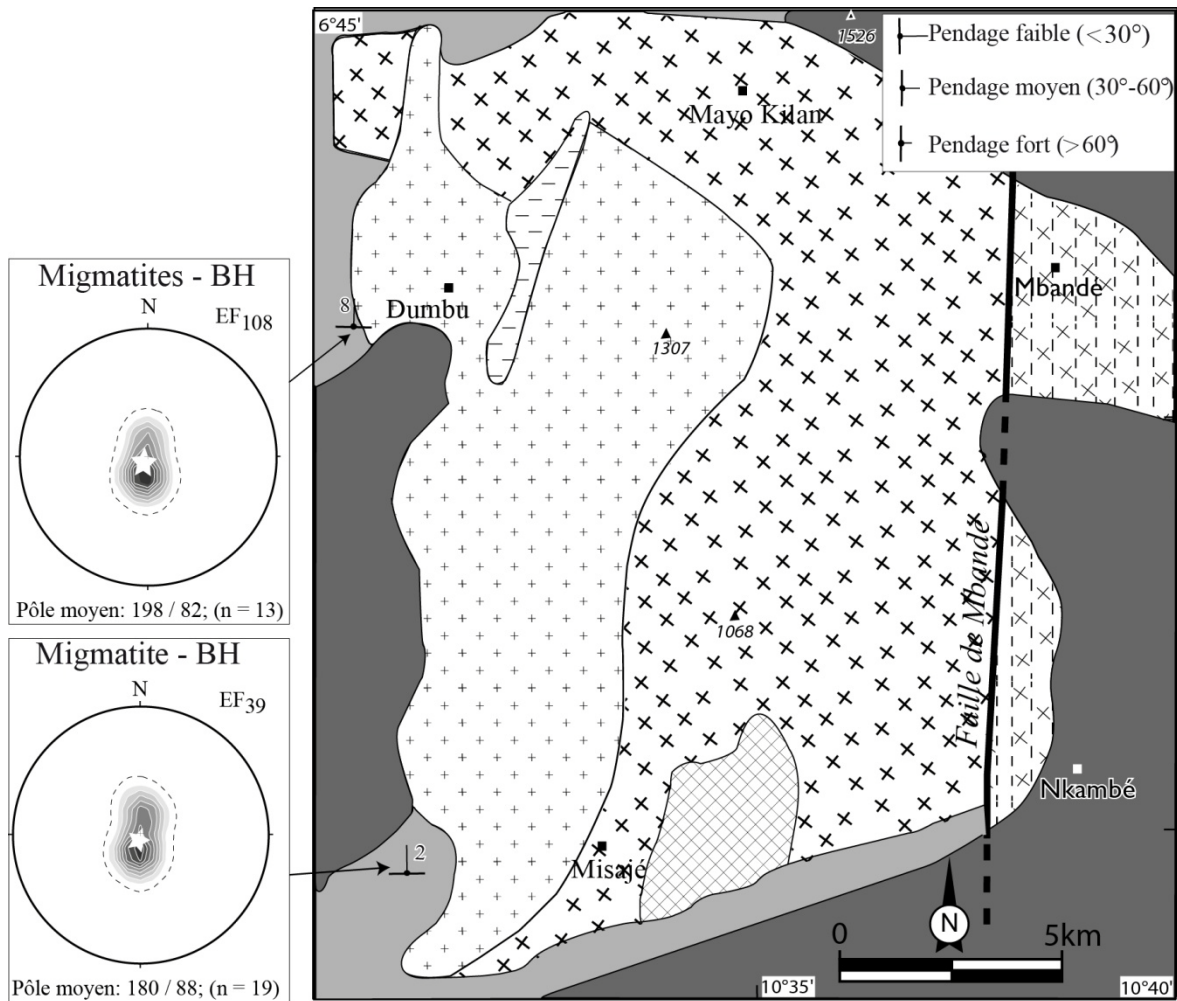 6°45'
1526
Pendage faible (<30°)
Pendage moyen (30°-60°)
Pendage fort (>60°)
Mayo Kilan
Migmatites - BH
N
EF108
Pôle moyen: 198 / 82; (n = 13)
8
Dumbu
1307
Mbandé
Migmatite - BH
N
EF39
Pôle moyen: 180 / 88; (n = 19)
2
1068
Faille de Mbande
Nkambé
Misajé
N
0 5km
10°35'
10°40'